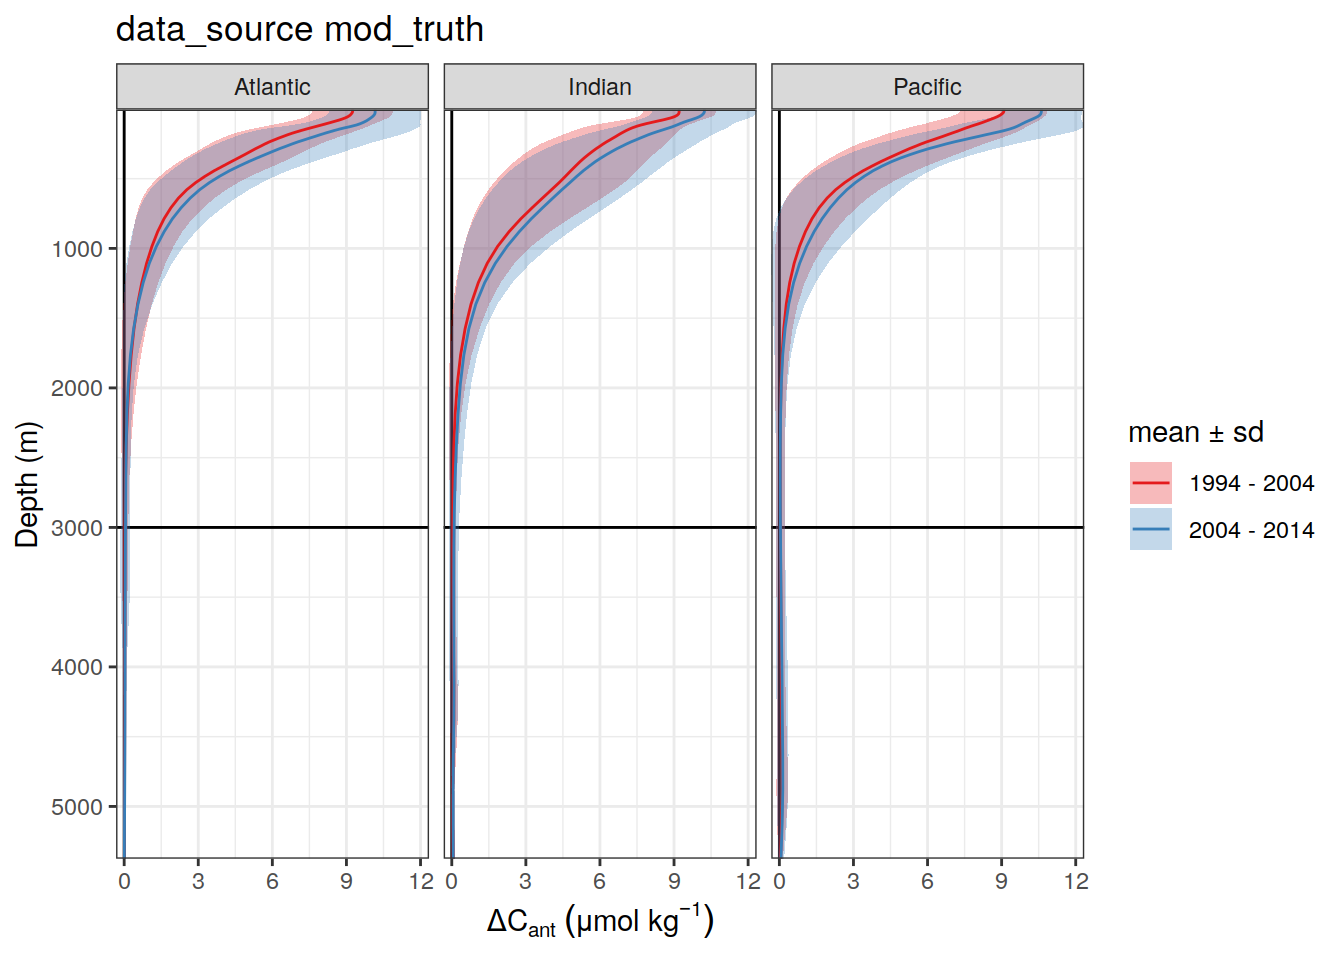 data_source mod_truth
Atlantic Indian Pacific
Depth (m)
1000
2000
3000
4000
5000
0 3 6 9 12 0 3 6 9 12 0 3 6 9 12
ΔCant (μmol kg−1)
mean ± sd
1994 - 2004
2004 - 2014